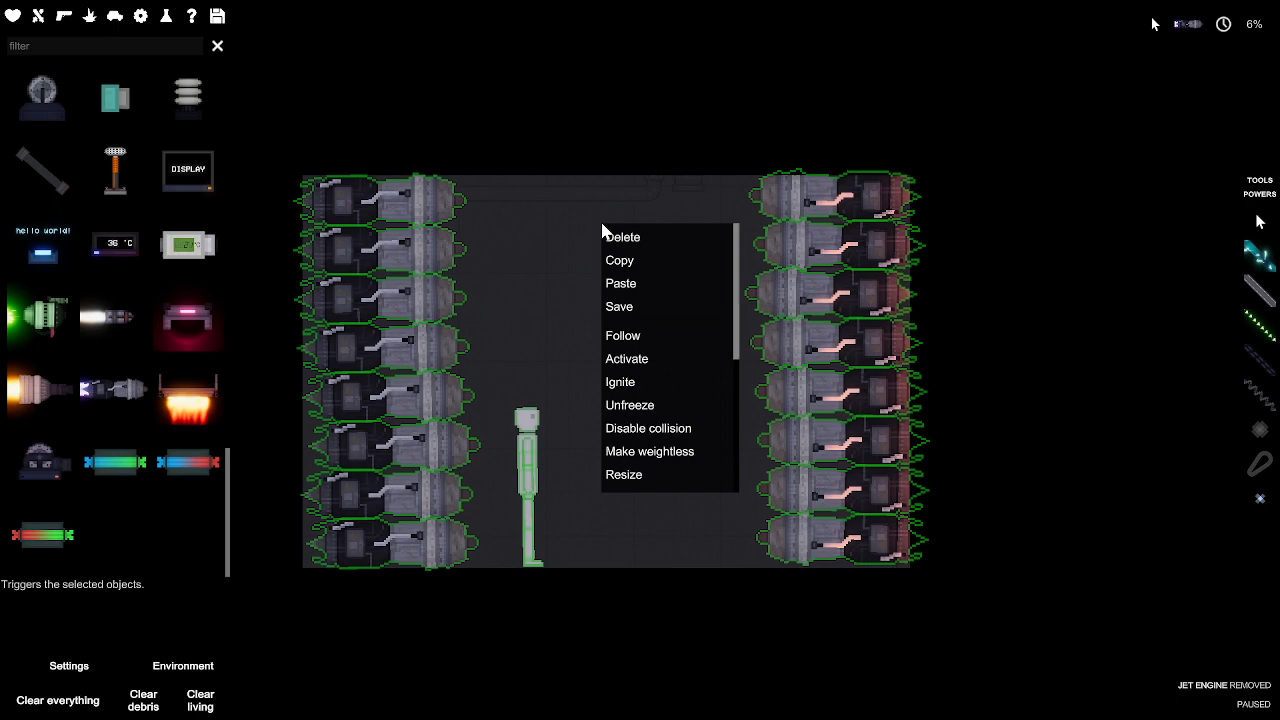 6%
filter
DISPLAY
hello world!
36 °C
TOOLS
POWERS
Delete
Copy
Paste
Save
Follow
Activate
Ignite
Unfreeze
Disable collision
Make weightless
Resize
Triggers the selected objects.
Settings
Environment
Clear everything
Clear
debris
Clear
living
JET ENGINE REMOVED
PAUSED